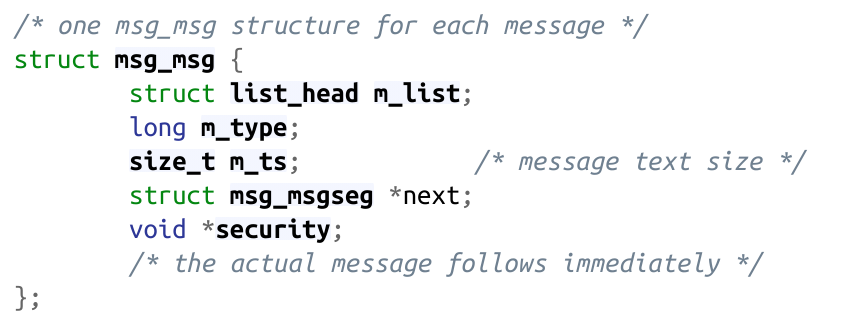 /* one msg_msg structure for each message */
struct msg_msg {
        struct list_head m_list;
        long m_type;
        size_t m_ts;            /* message text size */
        struct msg_msgseg *next;
        void *security;
        /* the actual message follows immediately */
};